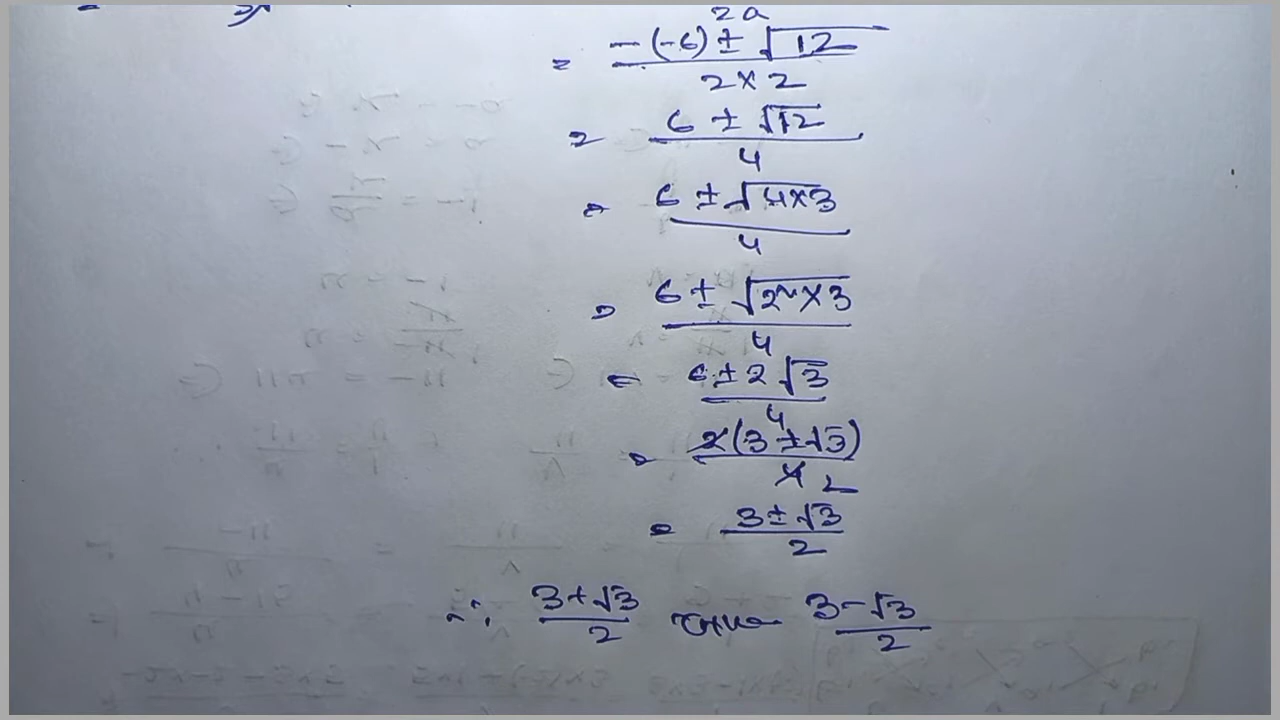 2a
= -(-6) ± √12 / 2×2
= 6 ± √12 / 4
= 6 ± √4×3 / 4
= 6 ± √2²×3 / 4
= 6 ± 2√3 / 4
= 2(3 ± √3) / 4 2
= 3 ± √3 / 2
∴ 3+√3 / 2 3-√3 / 2